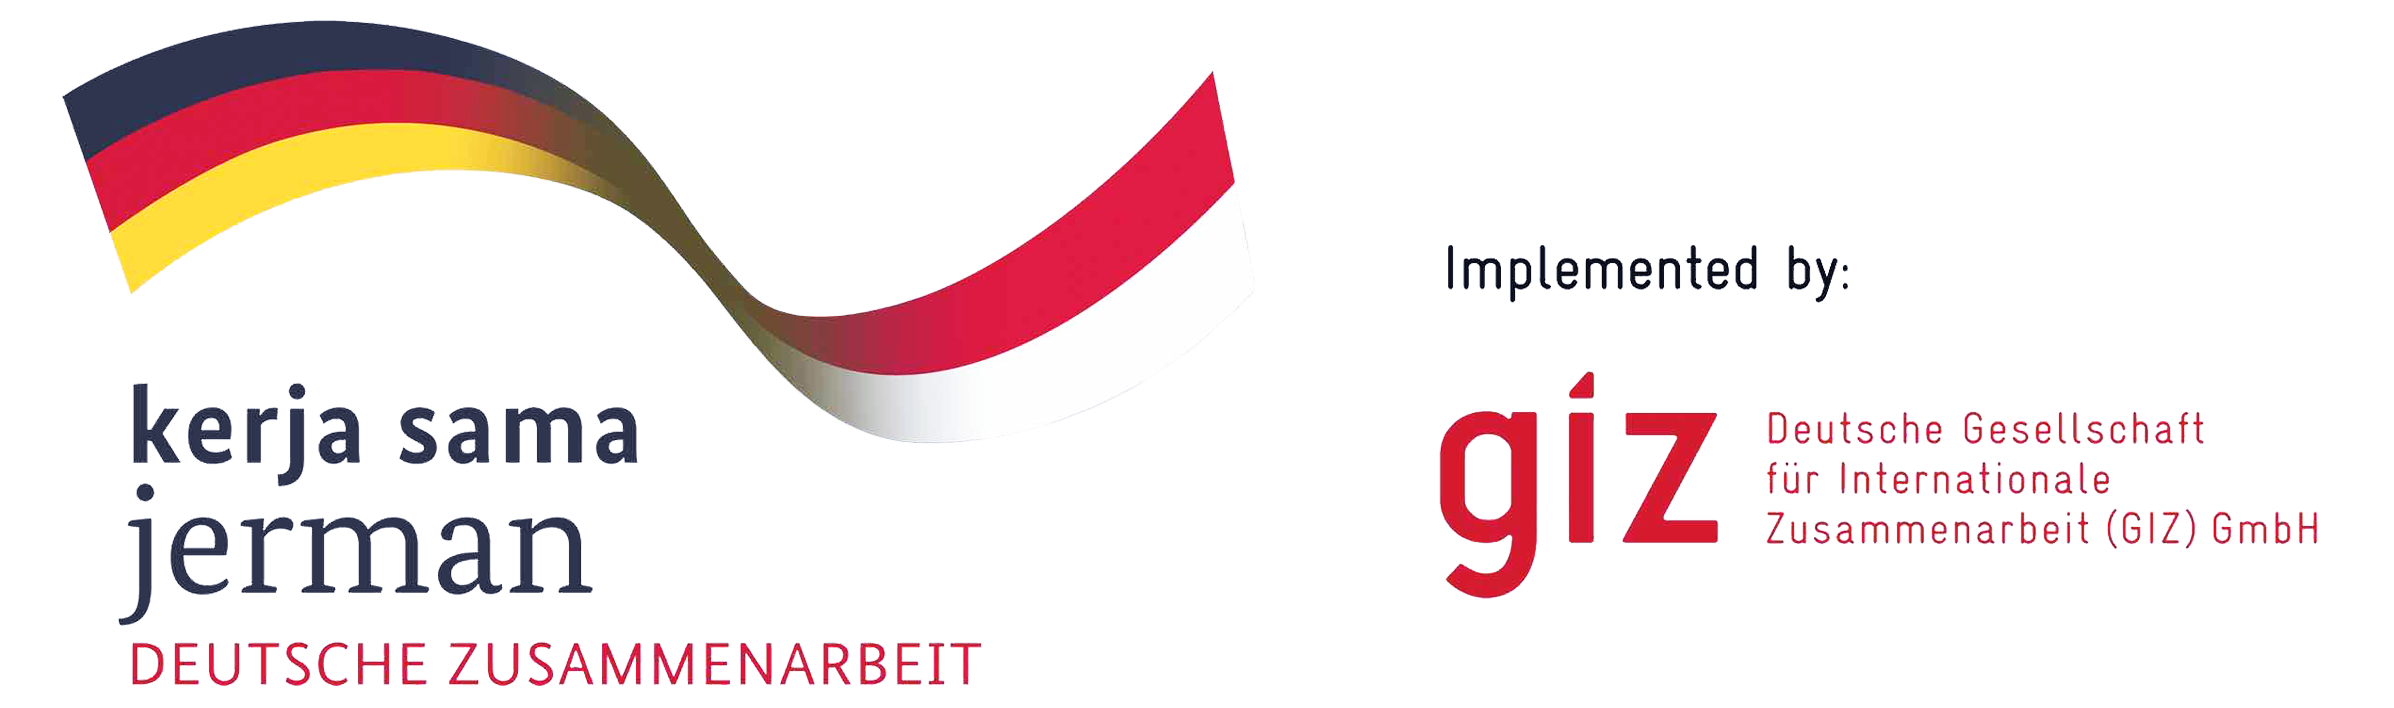 kerja sama
jerman
DEUTSCHE ZUSAMMENARBEIT
Implemented by:
giz
Deutsche Gesellschaft
für Internationale
Zusammenarbeit (GIZ) GmbH